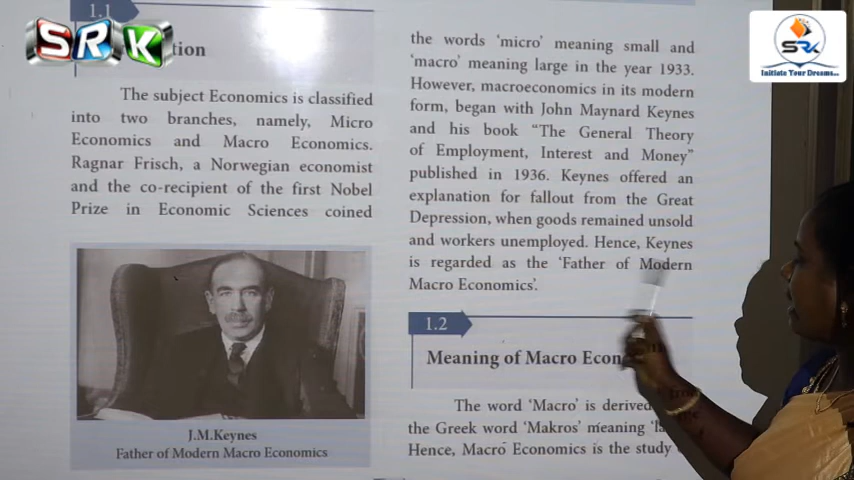 1.1
SRK
tion
The subject Economics is classified
into two branches, namely, Micro
Economics and Macro Economics.
Ragnar Frisch, a Norwegian economist
and the co-recipient of the first Nobel
Prize in Economic Sciences coined
J.M.Keynes
Father of Modern Macro Economics
the words ‘micro’ meaning small and
‘macro’ meaning large in the year 1933.
However, macroeconomics in its modern
form, began with John Maynard Keynes
and his book “The General Theory
of Employment, Interest and Money”
published in 1936. Keynes offered an
explanation for fallout from the Great
Depression, when goods remained unsold
and workers unemployed. Hence, Keynes
is regarded as the ‘Father of Modern
Macro Economics’.
1.2
Meaning of Macro Econ
The word ‘Macro’ is derived
the Greek word ‘Makros’ meaning
Hence, Macro Economics is the study
SRK
Initiate Your Dreams...